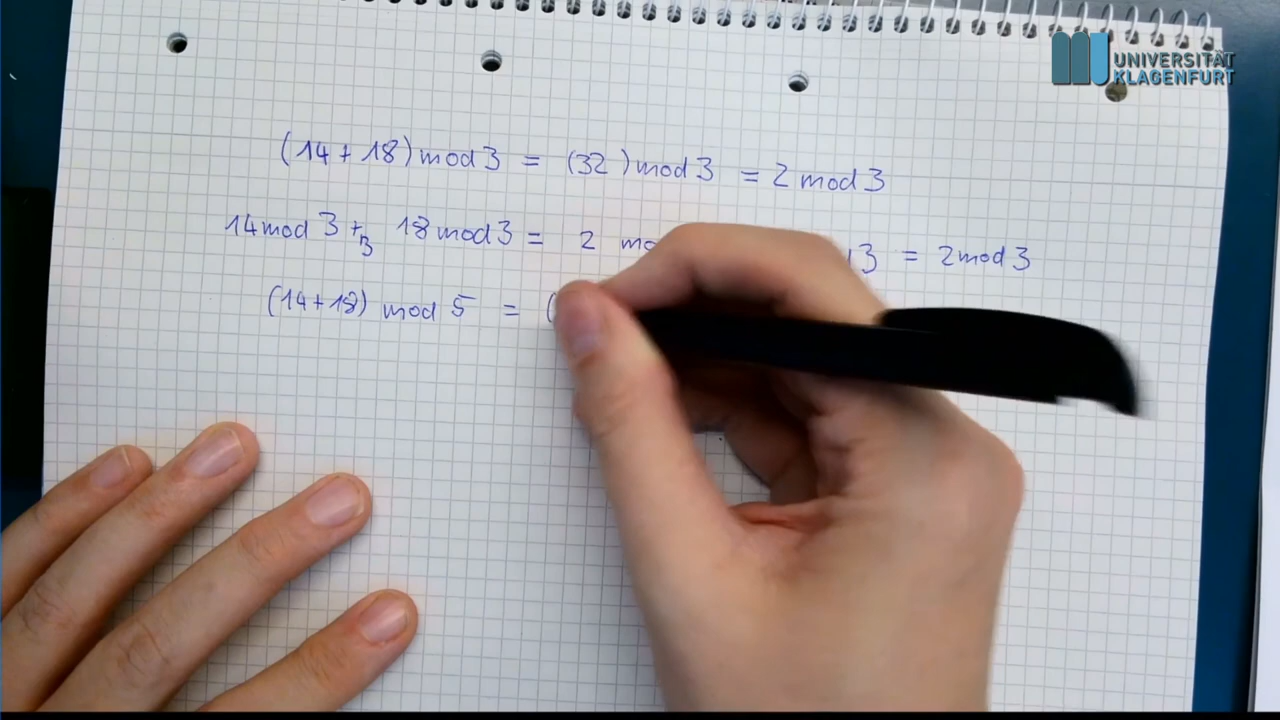 UNIVERSITÄT
KLAGENFURT
(14+18) mod 3 = (32) mod 3 = 2 mod 3
14 mod 3 +₃ 18 mod 3 = 2 3 = 2 mod 3
(14+18) mod 5 = (